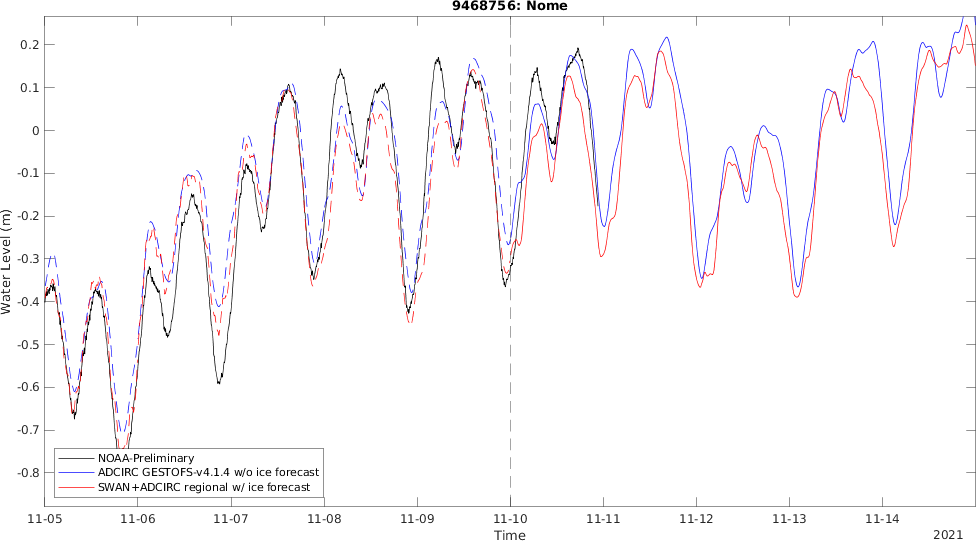 9468756: Nome
0.2
0.1
0
-0.1
-0.2
-0.3
-0.4
-0.5
-0.6
-0.7
-0.8
Water Level (m)
NOAA-Preliminary
ADCIRC GESTOFS-v4.1.4 w/o ice forecast
SWAN+ADCIRC regional w/ ice forecast
11-05 11-06 11-07 11-08 11-09 11-10 11-11 11-12 11-13 11-14
Time
2021